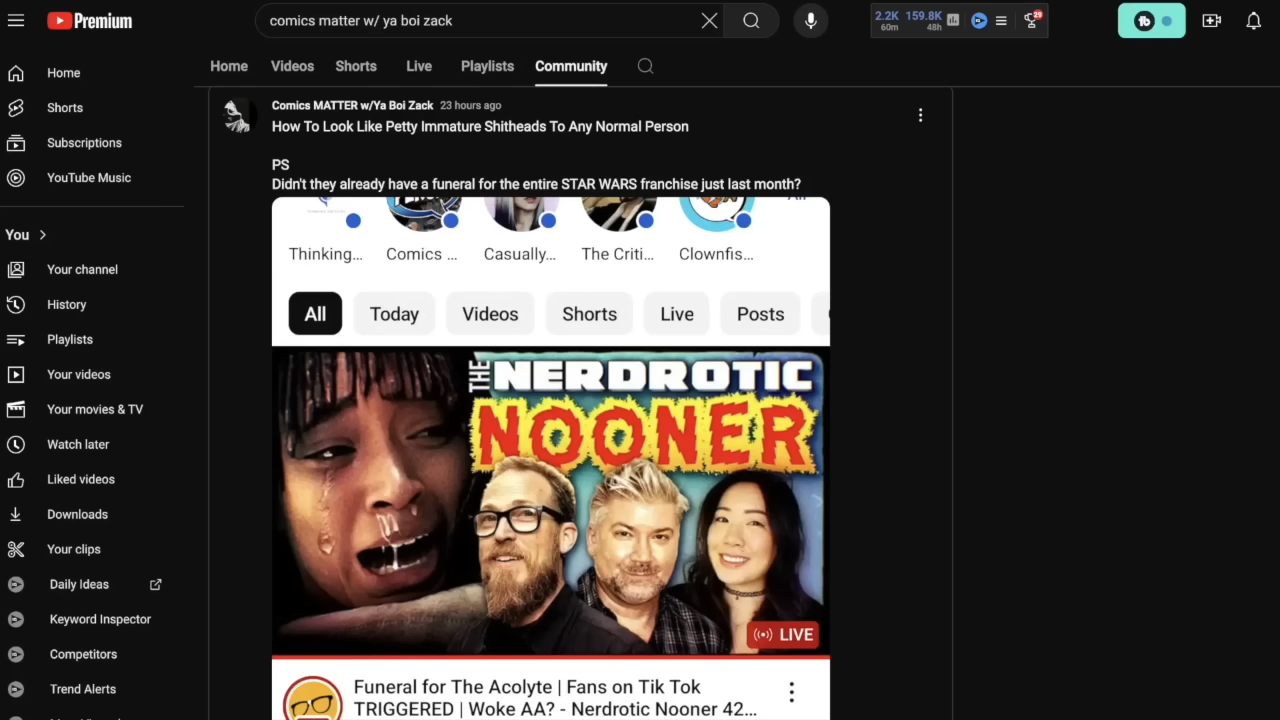 Premium
comics matter w/ ya boi zack
2.2K 159.8K
60m 48h
29
Home Videos Shorts Live Playlists Community
Home
Shorts
Subscriptions
YouTube Music
You
Your channel
History
Playlists
Your videos
Your movies & TV
Watch later
Liked videos
Downloads
Your clips
Daily Ideas
Keyword Inspector
Competitors
Trend Alerts
Comics MATTER w/Ya Boi Zack 23 hours ago
How To Look Like Petty Immature Shitheads To Any Normal Person
PS
Didn't they already have a funeral for the entire STAR WARS franchise just last month?
All
Thinking... Comics ... Casually... The Criti... Clownfis...
All Today Videos Shorts Live Posts
THE NERDROTIC
NOONER
LIVE
Funeral for The Acolyte | Fans on Tik Tok
TRIGGERED | Woke AA? - Nerdrotic Nooner 42...